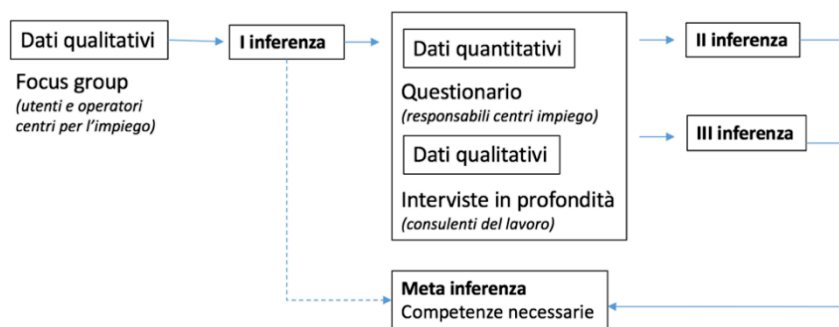 Dati qualitativi
Focus group
(utenti e operatori
centri per l'impiego)
I inferenza
Dati quantitativi
Questionario
(responsabili centri impiego)
Dati qualitativi
Interviste in profondità
(consulenti del lavoro)
II inferenza
III inferenza
Meta inferenza
Competenze necessarie